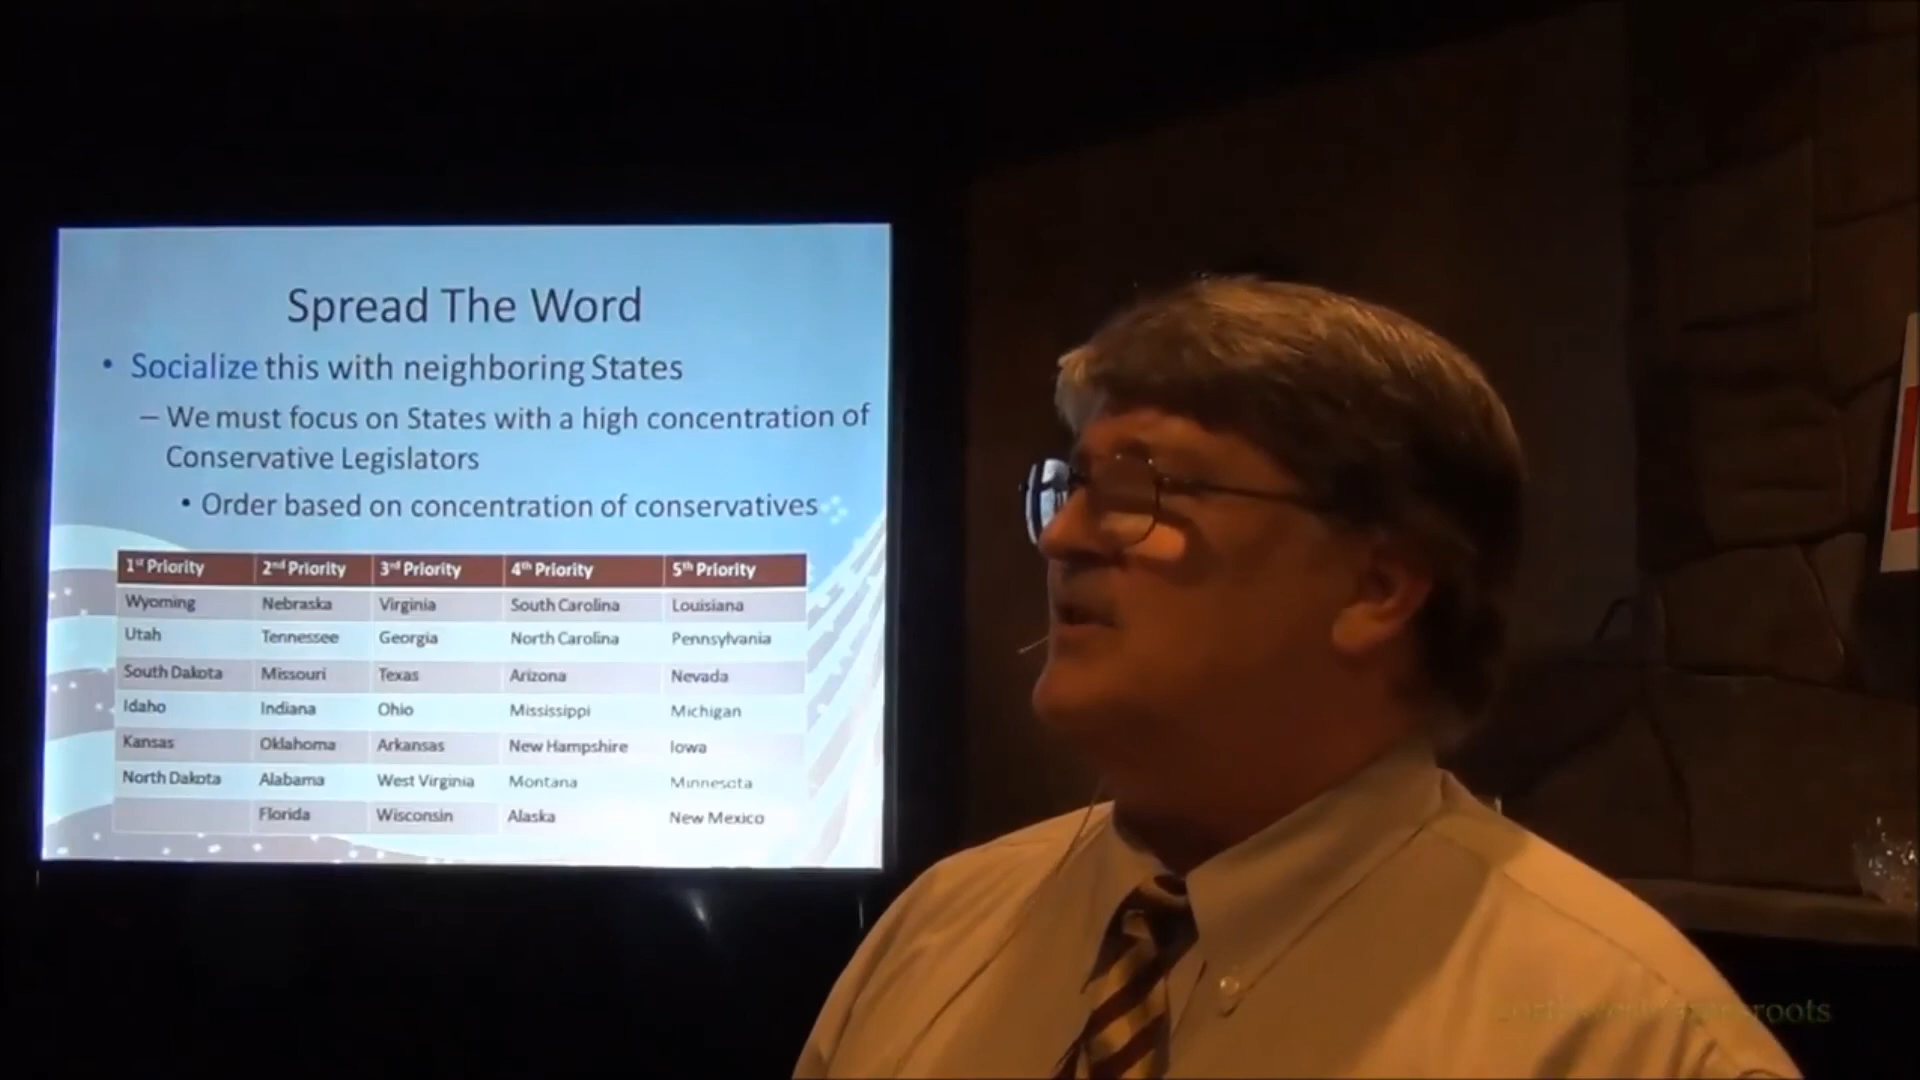 Spread The Word
• Socialize this with neighboring States
– We must focus on States with a high concentration of
Conservative Legislators
• Order based on concentration of conservatives
1st Priority 2nd Priority 3rd Priority 4th Priority 5th Priority
Wyoming Nebraska Virginia South Carolina Louisiana
Utah Tennessee Georgia North Carolina Pennsylvania
South Dakota Missouri Texas Arizona Nevada
Idaho Indiana Ohio Mississippi Michigan
Kansas Oklahoma Arkansas New Hampshire Iowa
North Dakota Alabama West Virginia Montana Minnesota
Florida Wisconsin Alaska New Mexico